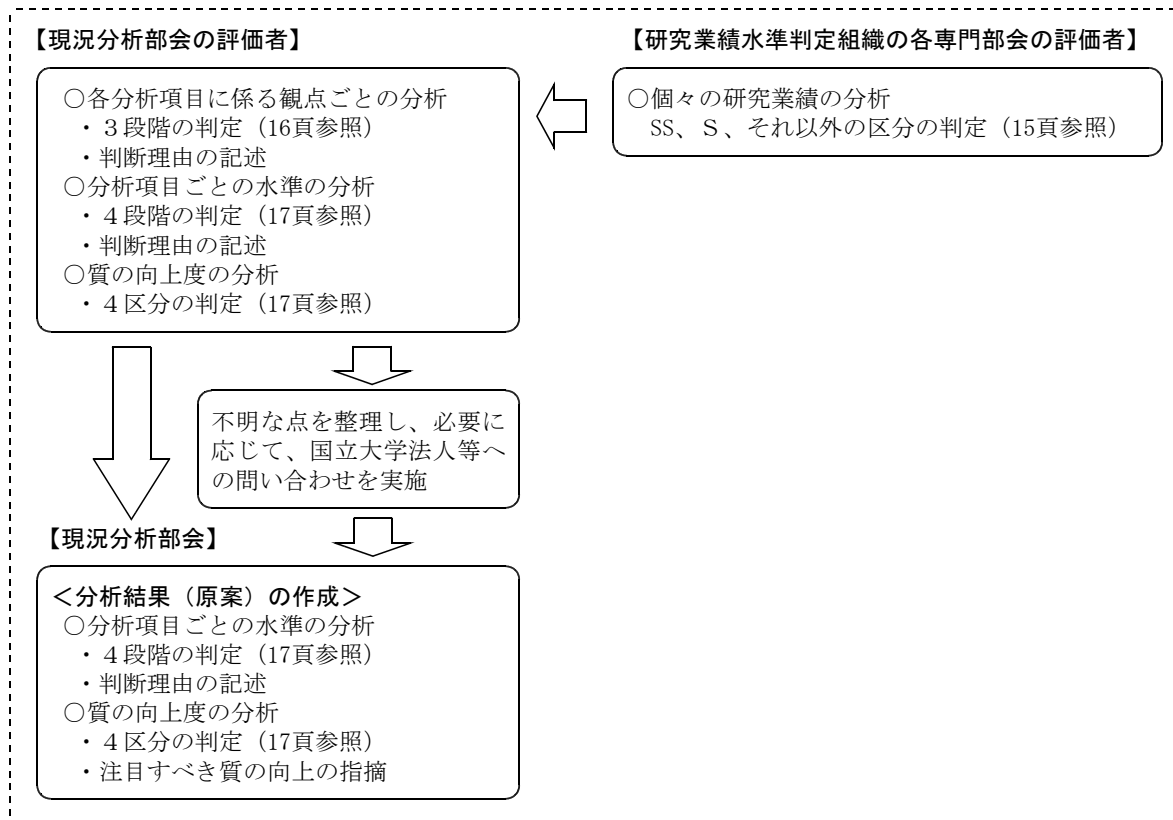 【現況分析部会の評価者】
○各分析項目に係る観点ごとの分析
・３段階の判定（16頁参照）
・判断理由の記述
○分析項目ごとの水準の分析
・４段階の判定（17頁参照）
・判断理由の記述
○質の向上度の分析
・４区分の判定（17頁参照）
【研究業績水準判定組織の各専門部会の評価者】
○個々の研究業績の分析
SS、Ｓ、それ以外の区分の判定（15頁参照）
不明な点を整理し、必要に
応じて、国立大学法人等へ
の問い合わせを実施
【現況分析部会】
＜分析結果（原案）の作成＞
○分析項目ごとの水準の分析
・４段階の判定（17頁参照）
・判断理由の記述
○質の向上度の分析
・４区分の判定（17頁参照）
・注目すべき質の向上の指摘